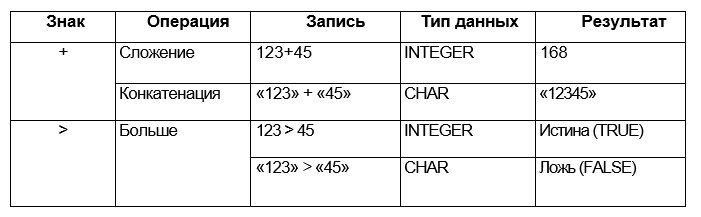 Знак Операция Запись Тип данных Результат
+ Сложение 123+45 INTEGER 168
Конкатенация «123» + «45» CHAR «12345»
> Больше 123 > 45 INTEGER Истина (TRUE)
«123» > «45» CHAR Ложь (FALSE)